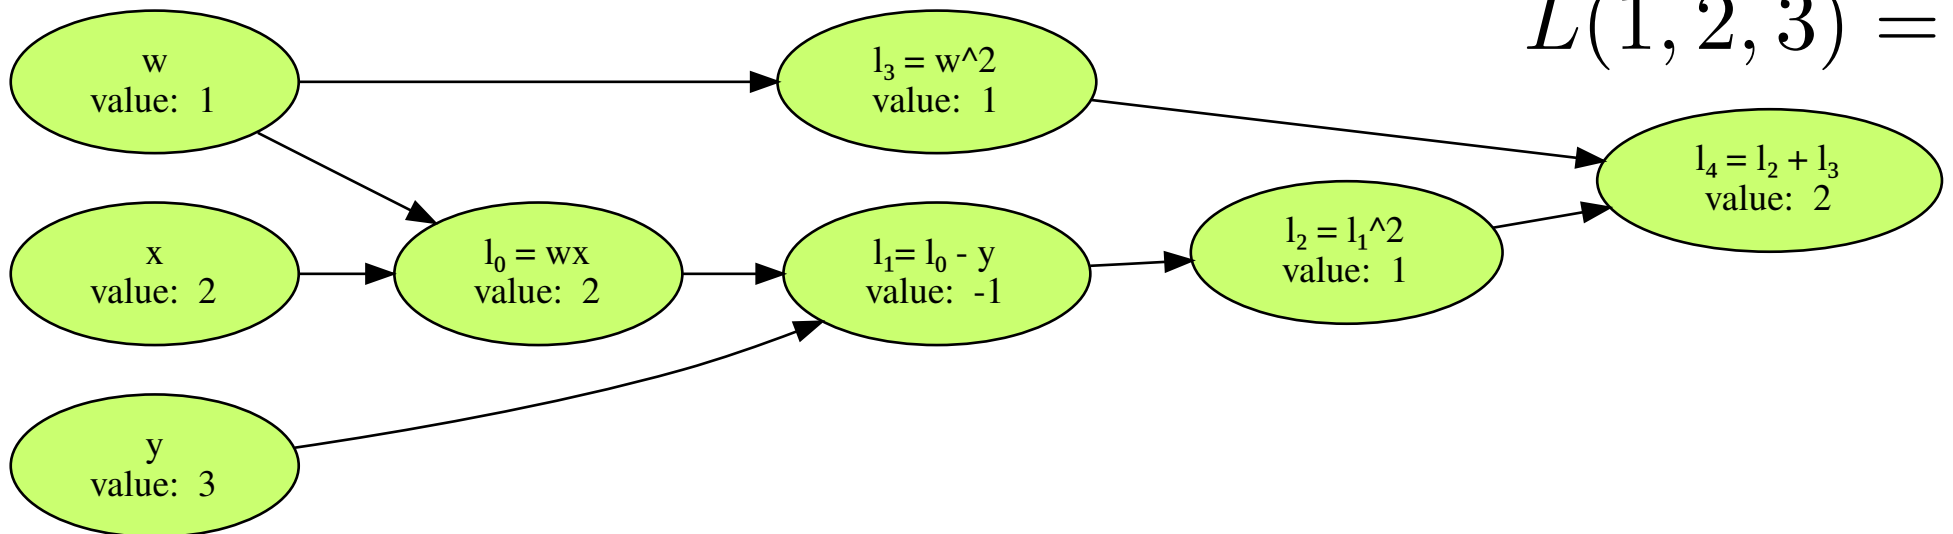 L(1, 2, 3) =
w
value: 1
l₃ = w^2
value: 1
l₄ = l₂ + l₃
value: 2
x
value: 2
l₀ = wx
value: 2
l₁= l₀ - y
value: -1
l₂ = l₁^2
value: 1
y
value: 3